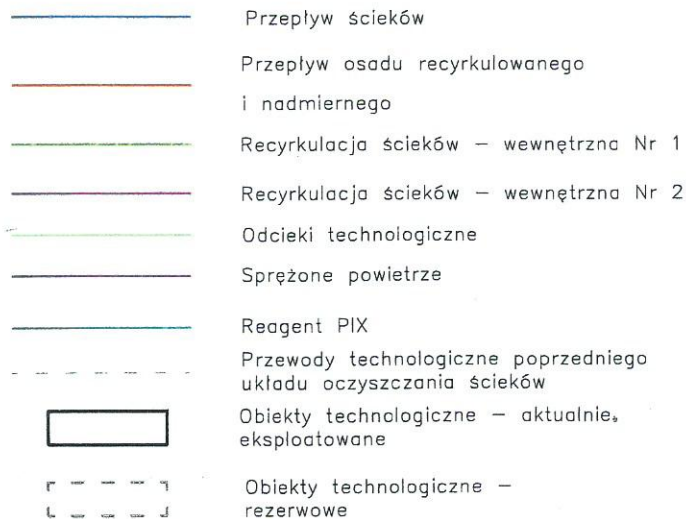 Przepływ ścieków
Przepływ osadu recyrkulowanego
i nadmiernego
Recyrkulacja ścieków – wewnętrzna Nr 1
Recyrkulacja ścieków – wewnętrzna Nr 2
Odcieki technologiczne
Sprężone powietrze
Reagent PIX
Przewody technologiczne poprzedniego
układu oczyszczania ścieków
Obiekty technologiczne – aktualnie
eksploatowane
Obiekty technologiczne –
rezerwowe